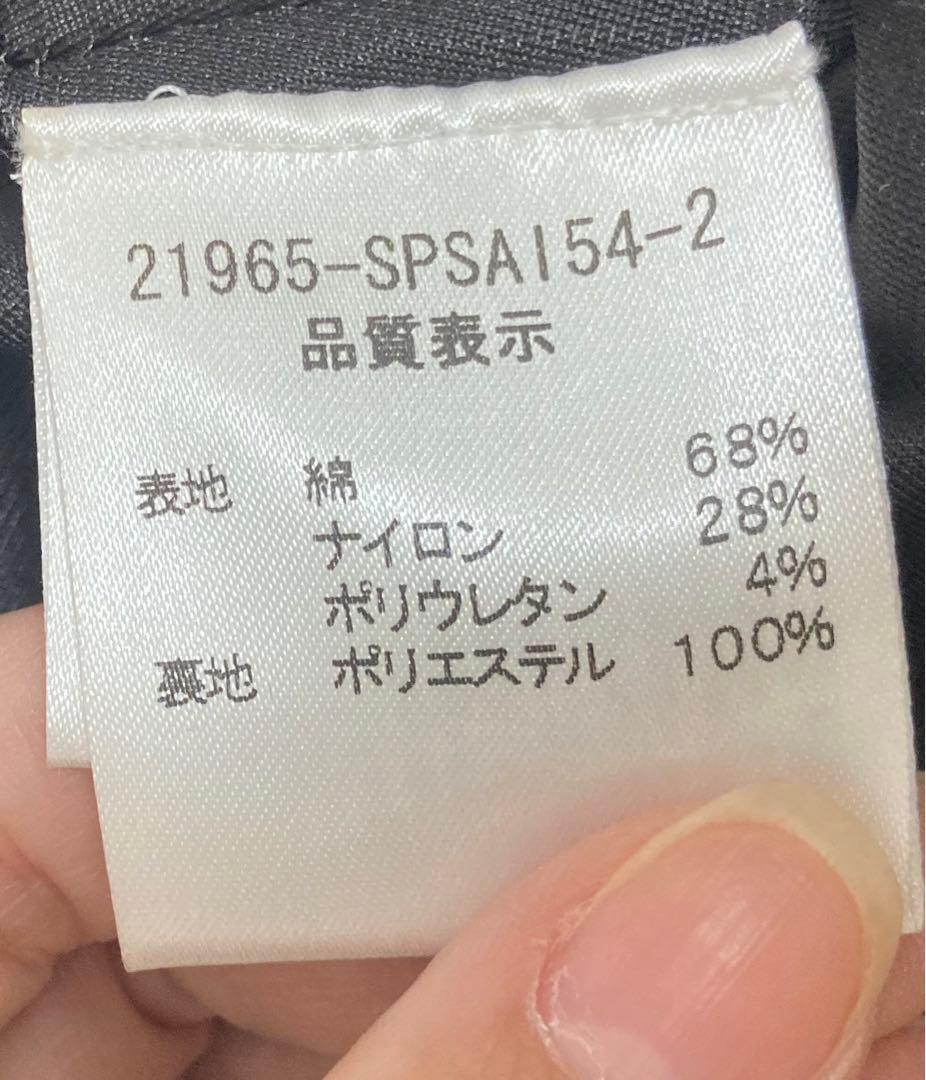 21965-SPSA154-2
品質表示
表地 綿 68%
ナイロン 28%
ポリウレタン 4%
裏地 ポリエステル 100%